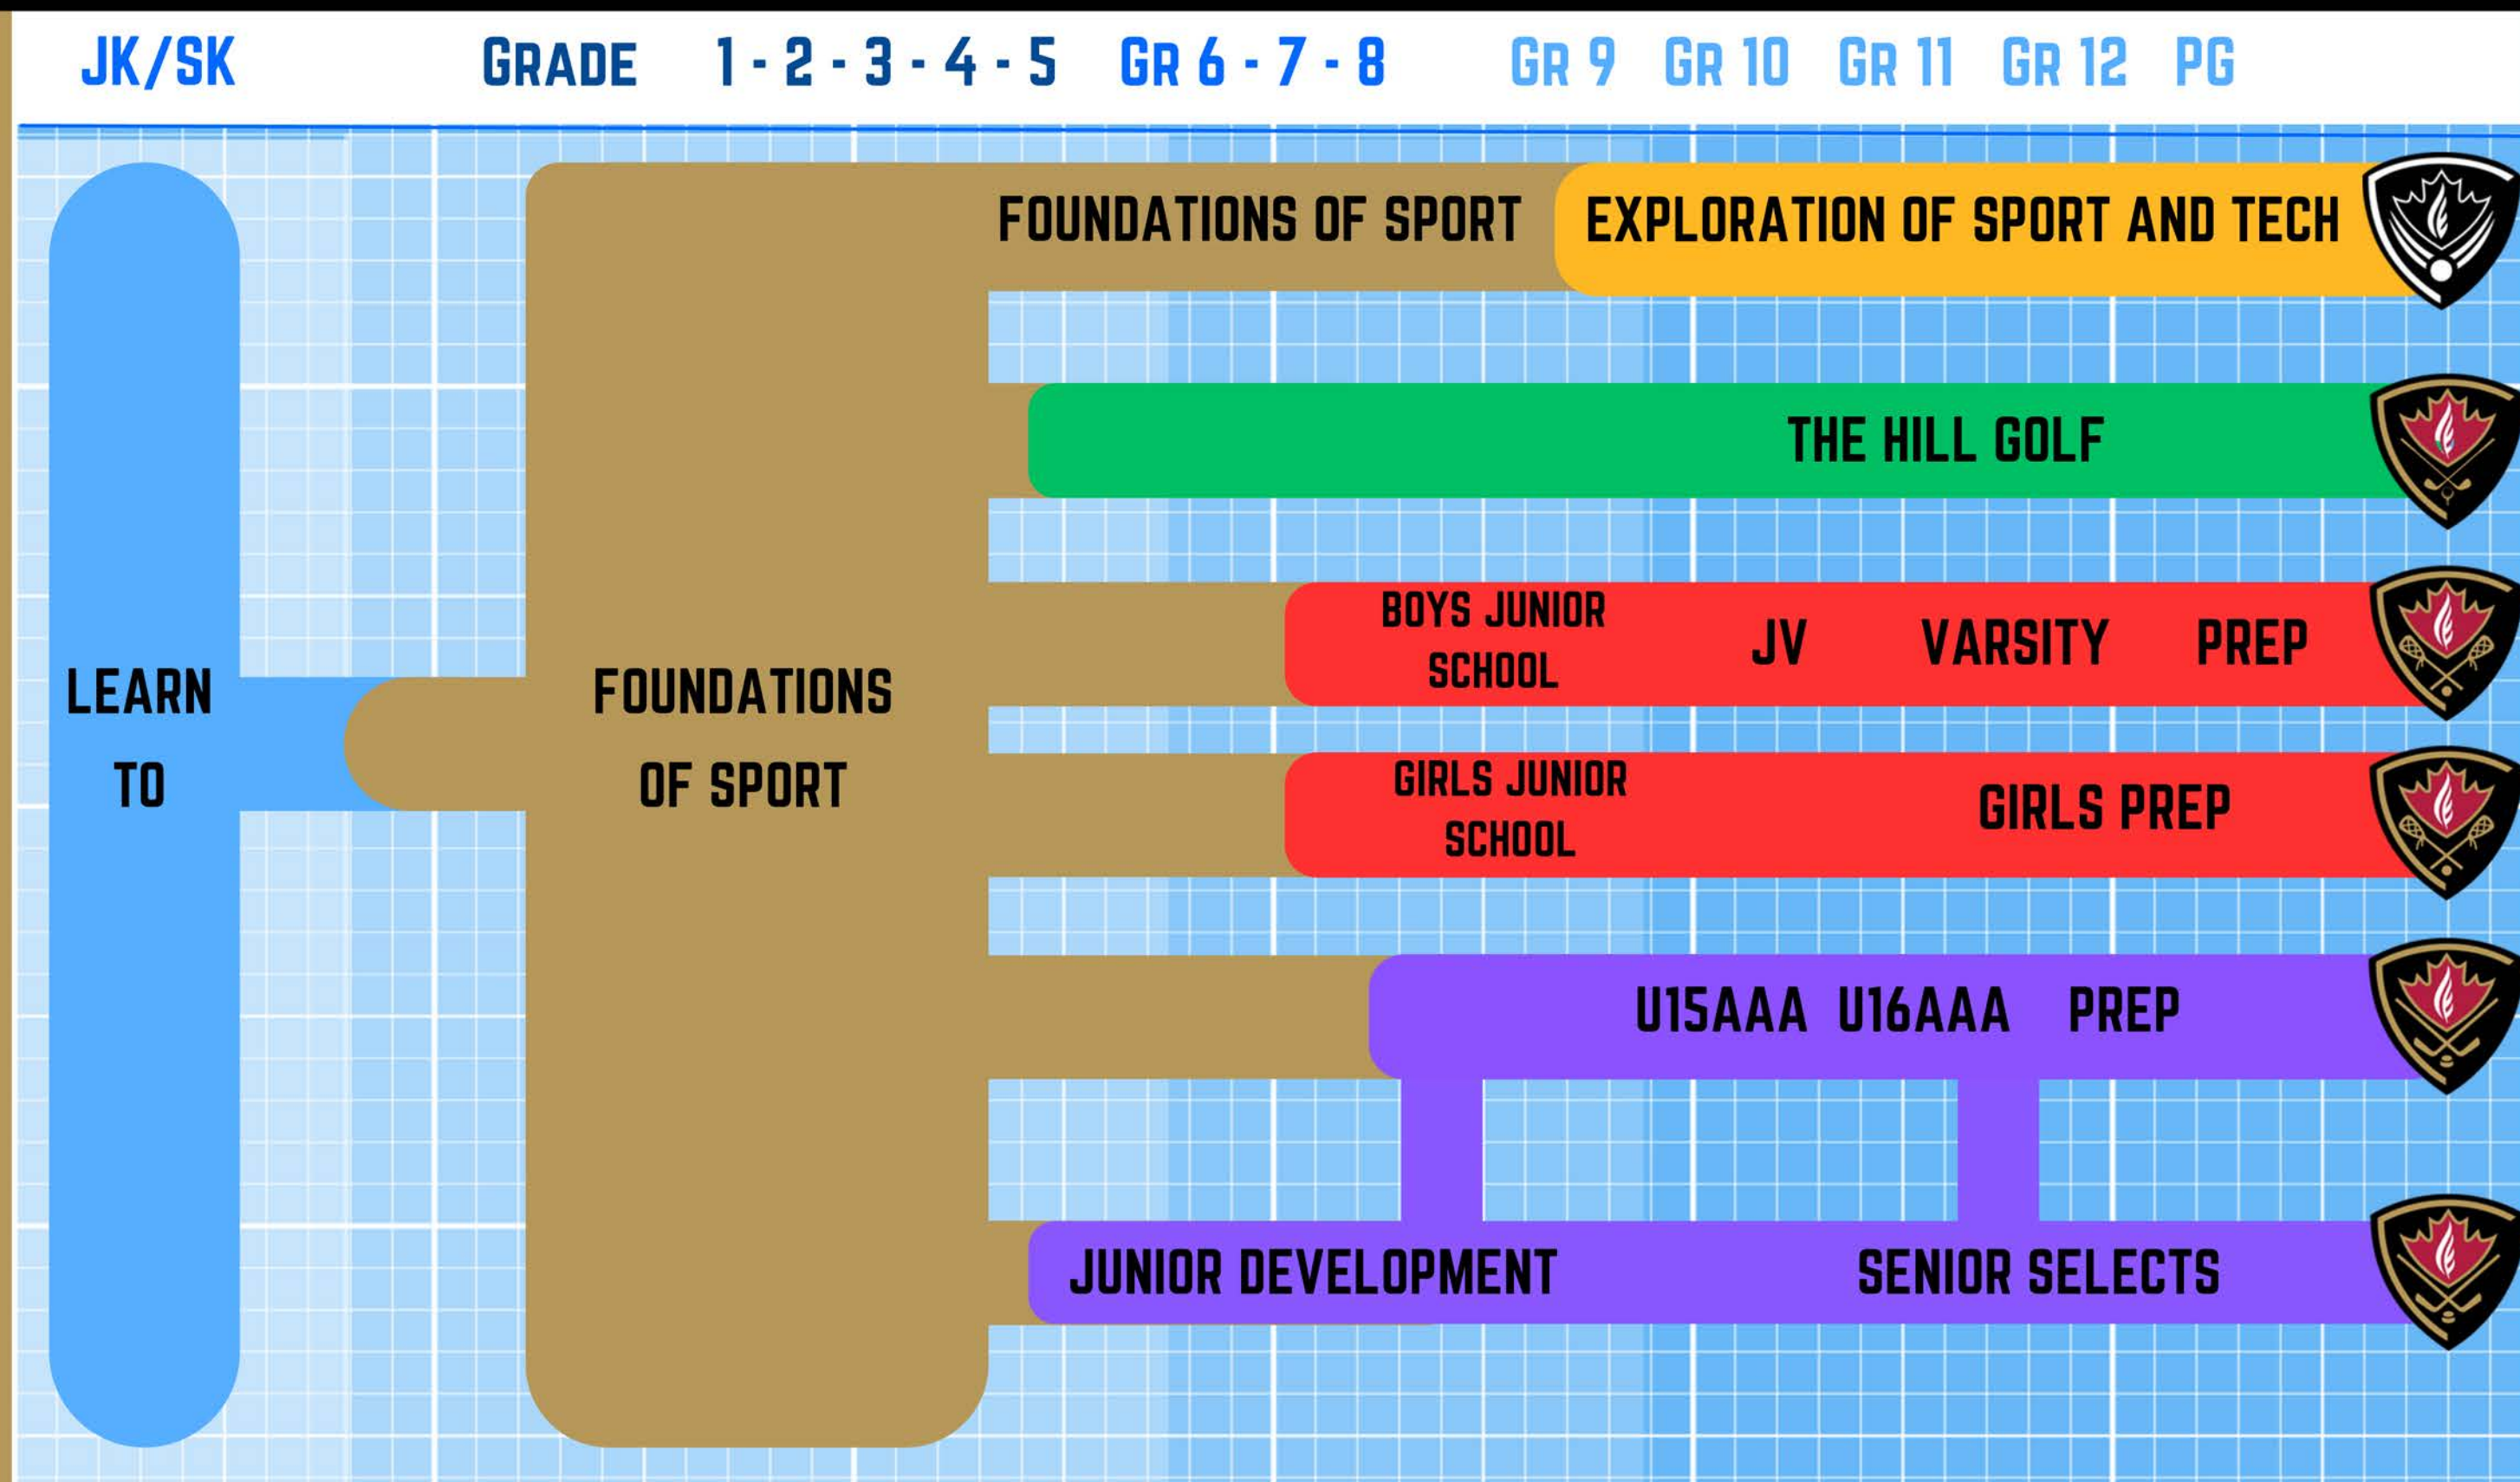 JK/SK GRADE 1 - 2 - 3 - 4 - 5 GR 6 - 7 - 8 GR 9 GR 10 GR 11 GR 12 PG
FOUNDATIONS OF SPORT EXPLORATION OF SPORT AND TECH
THE HILL GOLF
BOYS JUNIOR
SCHOOL
JV VARSITY PREP
LEARN
TO
FOUNDATIONS
OF SPORT
GIRLS JUNIOR
SCHOOL
GIRLS PREP
U15AAA U16AAA PREP
JUNIOR DEVELOPMENT SENIOR SELECTS